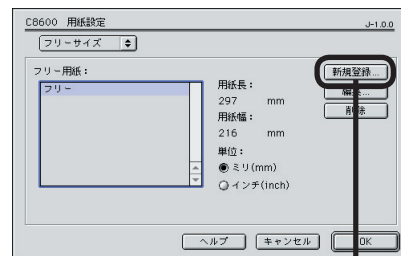 C8600 用紙設定
J-1.0.0
フリーサイズ
フリー用紙：
フリー
用紙長：
297 mm
用紙幅：
216 mm
単位：
ミリ(mm)
インチ(inch)
新規登録...
編集...
削除
ヘルプ
キャンセル
OK